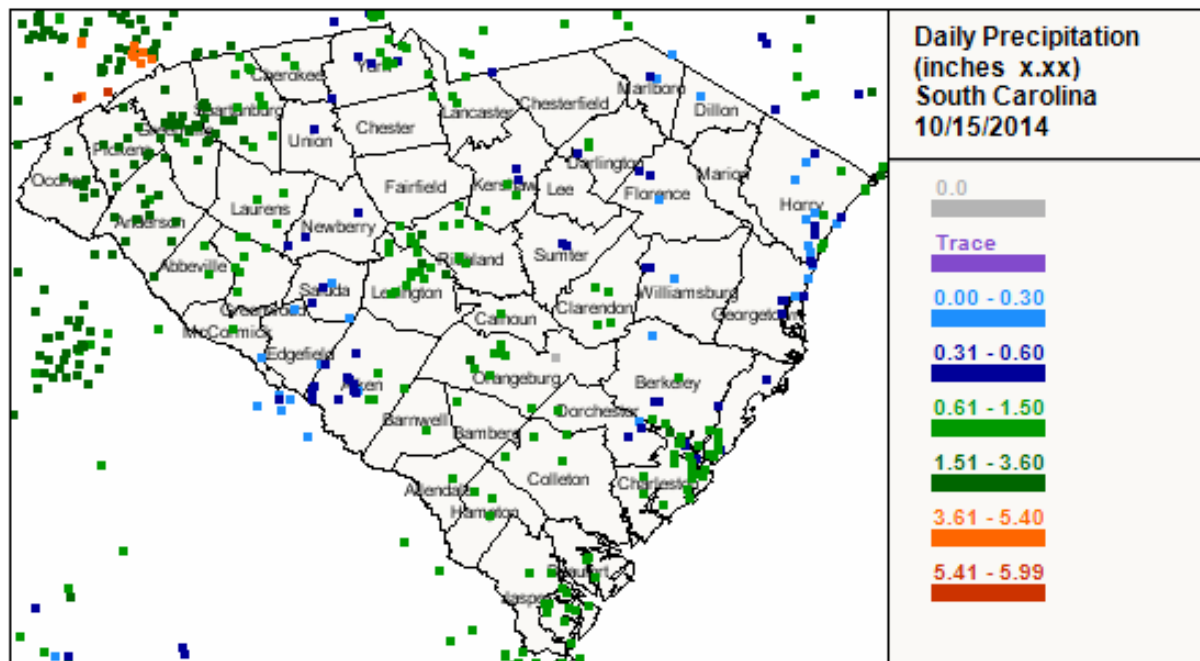 Daily Precipitation
(inches x.xx)
South Carolina
10/15/2014
0.0
Trace
0.00 - 0.30
0.31 - 0.60
0.61 - 1.50
1.51 - 3.60
3.61 - 5.40
5.41 - 5.99
Cherokee
York
Spartanburg
Greenville
Pickens
Oconee
Anderson
Union
Chester
Lancaster
Chesterfield
Marlboro
Dillon
Darlington
Marion
Horry
Laurens
Newberry
Fairfield
Kershaw
Lee
Florence
Abbeville
Greenwood
McCormick
Saluda
Edgefield
Lexington
Richland
Sumter
Calhoun
Clarendon
Williamsburg
Georgetown
Aiken
Orangeburg
Berkeley
Barnwell
Bamberg
Dorchester
Allendale
Colleton
Charleston
Hampton
Beaufort
Jasper